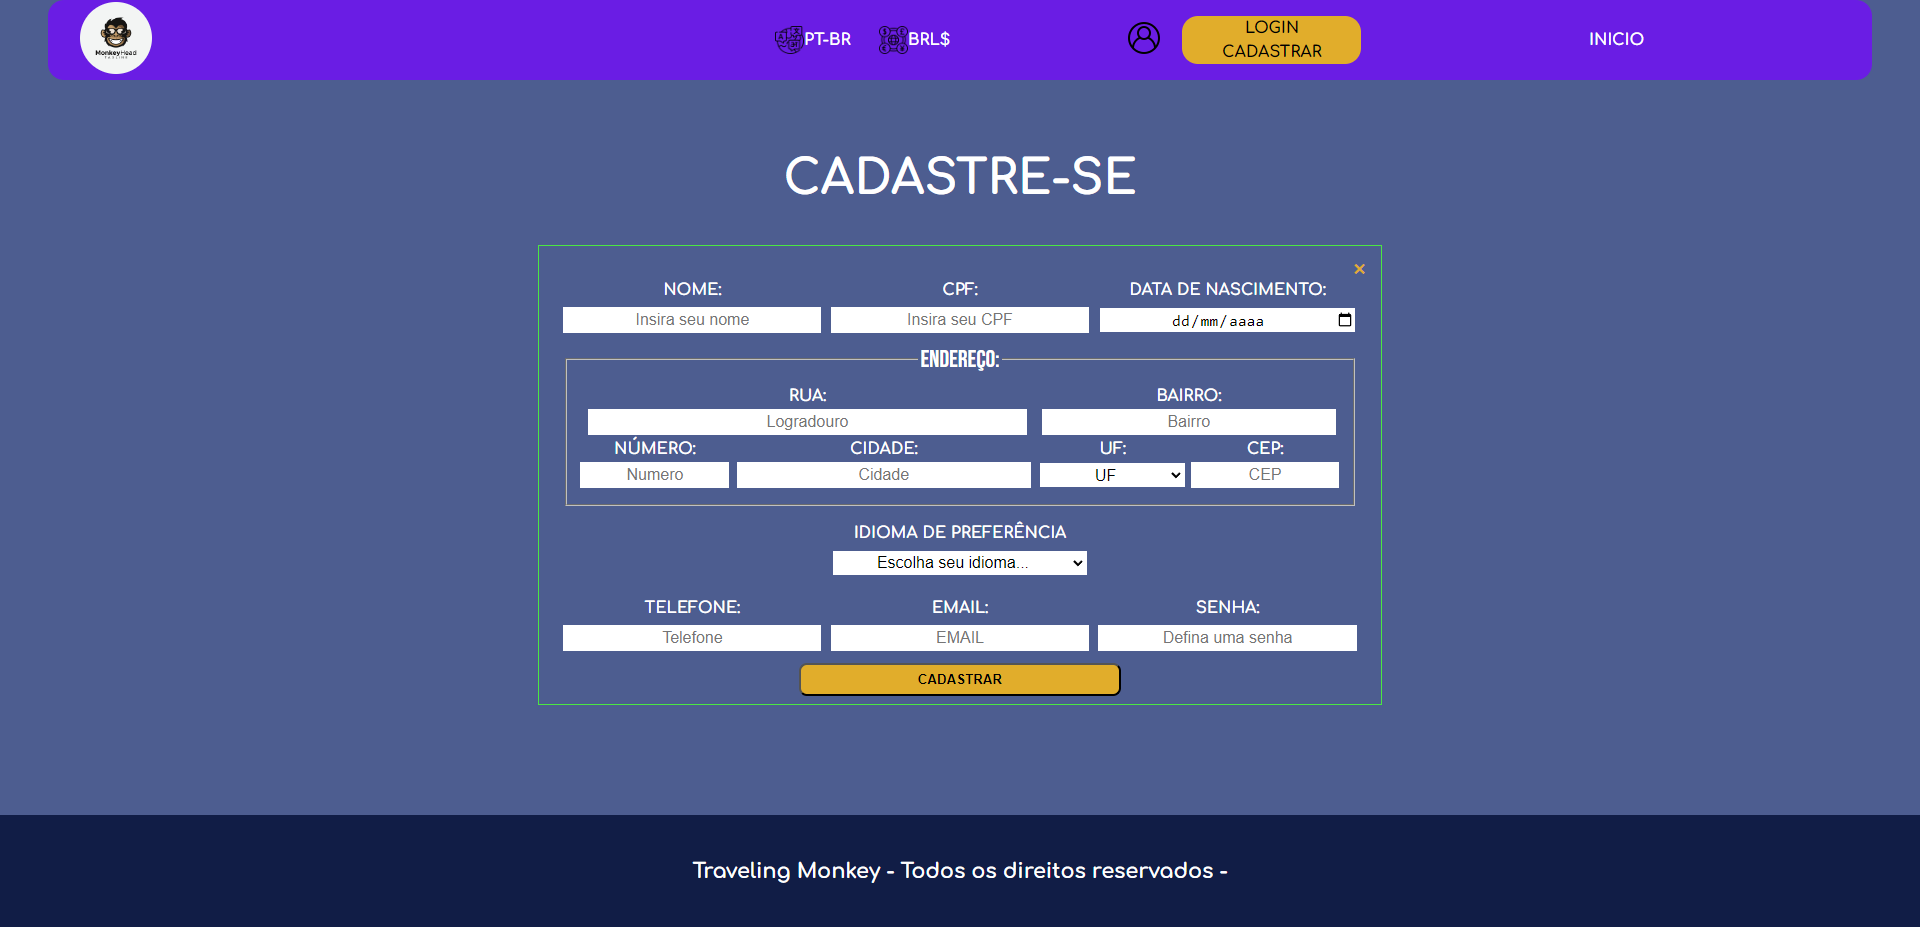 MonkeyHead
TAGLINE
PT-BR
BRL$
LOGIN
CADASTRAR
INICIO
CADASTRE-SE
×
NOME: CPF: DATA DE NASCIMENTO:
Insira seu nome Insira seu CPF dd/mm/aaaa
ENDEREÇO:
RUA: BAIRRO:
Logradouro Bairro
NÚMERO: CIDADE: UF: CEP:
Numero Cidade UF CEP
IDIOMA DE PREFERÊNCIA
Escolha seu idioma...
TELEFONE: EMAIL: SENHA:
Telefone EMAIL Defina uma senha
CADASTRAR
Traveling Monkey - Todos os direitos reservados -